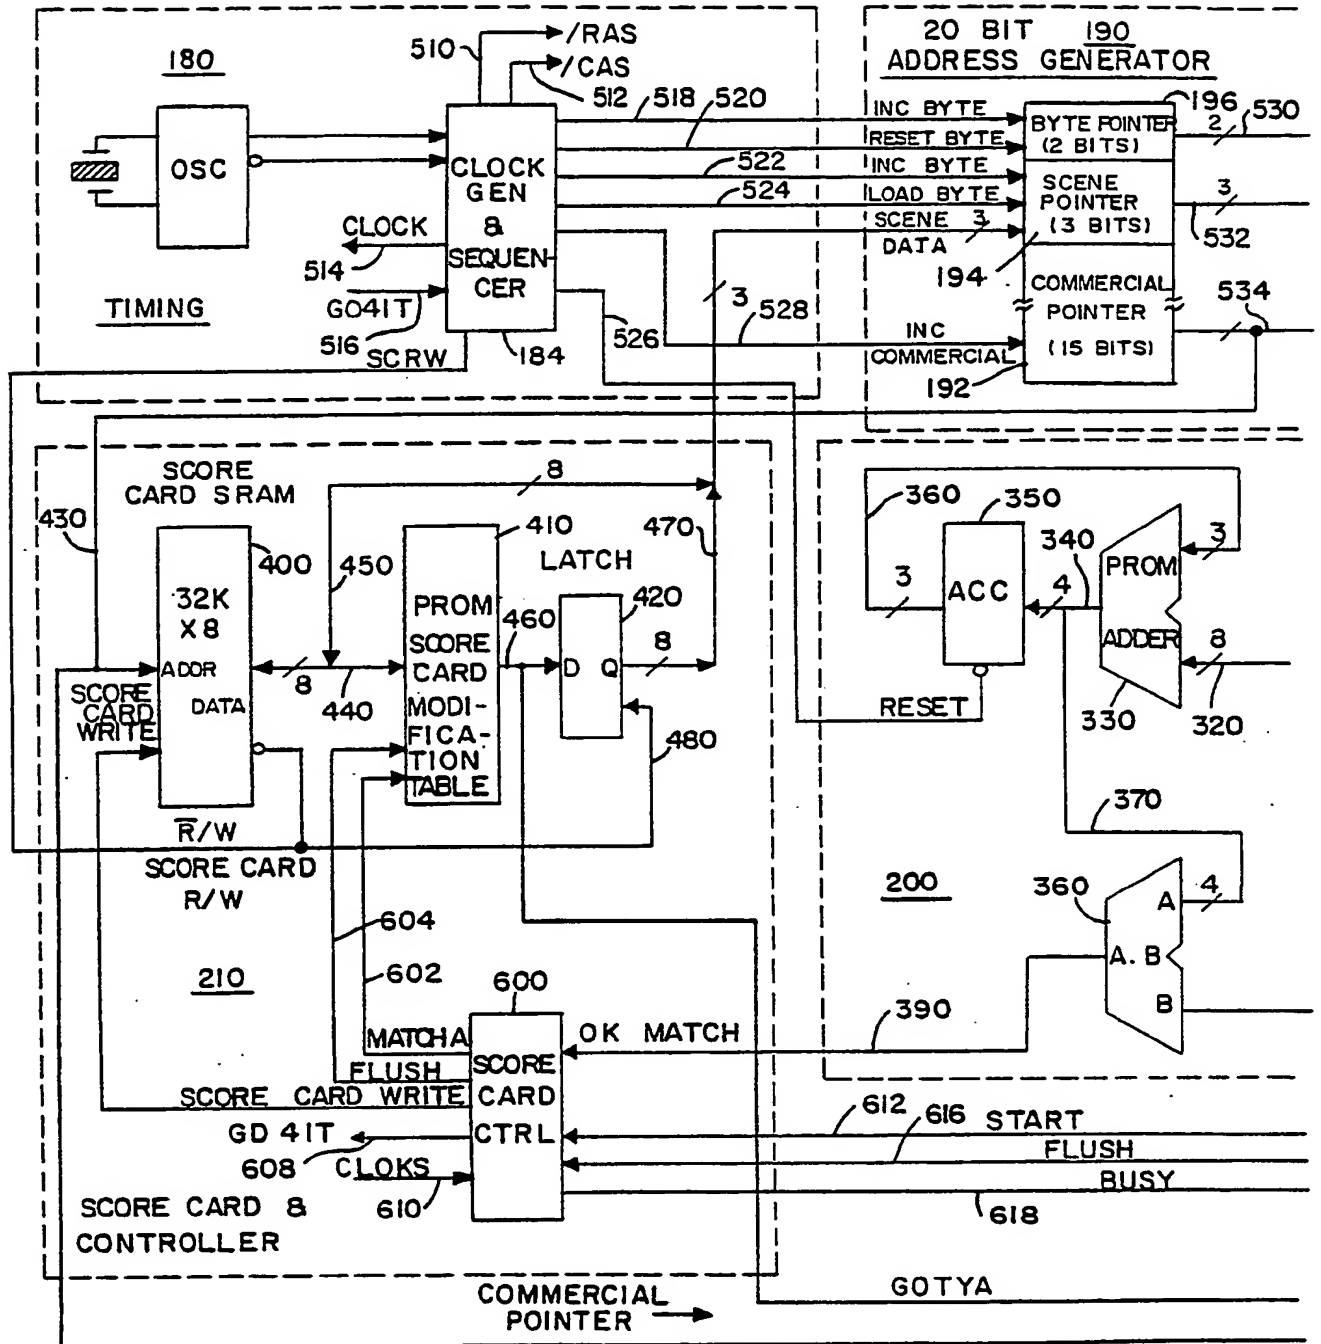 180
510
/RAS
/CAS
512
518
520
20 BIT 190
ADDRESS GENERATOR
196
OSC
CLOCK
GEN
&
SEQUEN-
CER
522
524
INC BYTE
RESET BYTE
INC BYTE
LOAD BYTE
SCENE 3
DATA
BYTE POINTER
(2 BITS)
2
530
SCENE
POINTER
(3 BITS)
3
532
194
CLOCK
514
GO41T
516
TIMING
SCRW
184
526
3
528
INC
COMMERCIAL
192
COMMERCIAL
POINTER
(15 BITS)
534
SCORE
CARD SRAM
430
400
32K
X 8
ADDR
DATA
SCORE
CARD
WRITE
R/W
SCORE CARD
R/W
450
8
8
440
410
PROM
SCORE
CARD
MODI-
FICA-
TION
TABLE
LATCH
460
420
D Q
8
470
480
360
350
340
3
ACC
4
3
PROM
ADDER
8
330
320
RESET
370
200
360
A
4
A.B
B
604
602
210
600
MATCHA
FLUSH
SCORE CARD WRITE
GD 41T
608
CLOKS
610
SCORE
CARD
CTRL
OK MATCH
390
612
616
START
FLUSH
BUSY
618
SCORE CARD &
CONTROLLER
COMMERCIAL
POINTER
GOTYA